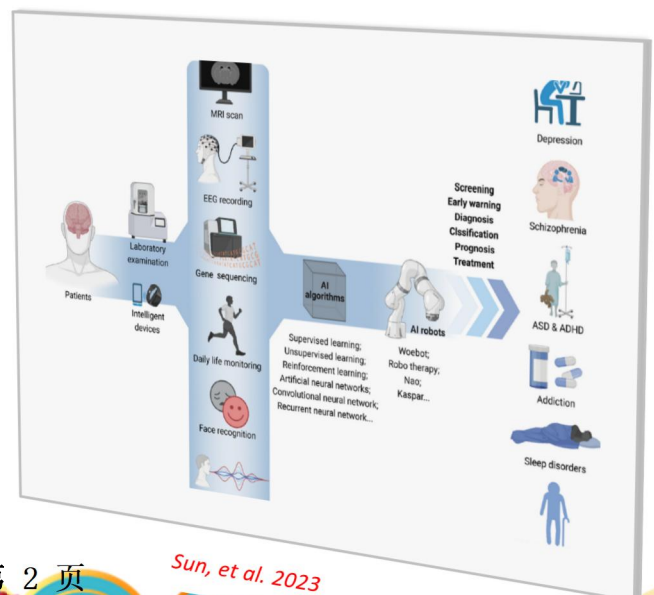 MRI scan
EEG recording
Gene sequencing
Daily life monitoring
Face recognition
Patients
Laboratory
examination
Intelligent
devices
AI
algorithms
Supervised learning;
Unsupervised learning;
Reinforcement learning;
Artificial neural networks;
Convolutional neural network;
Recurrent neural network...
AI robots
Woebot;
Robo therapy;
Nao;
Kaspar...
Screening
Early warning
Diagnosis
Clssification
Prognosis
Treatment
Depression
Schizophrenia
ASD & ADHD
Addiction
Sleep disorders
2 页
Sun, et al. 2023